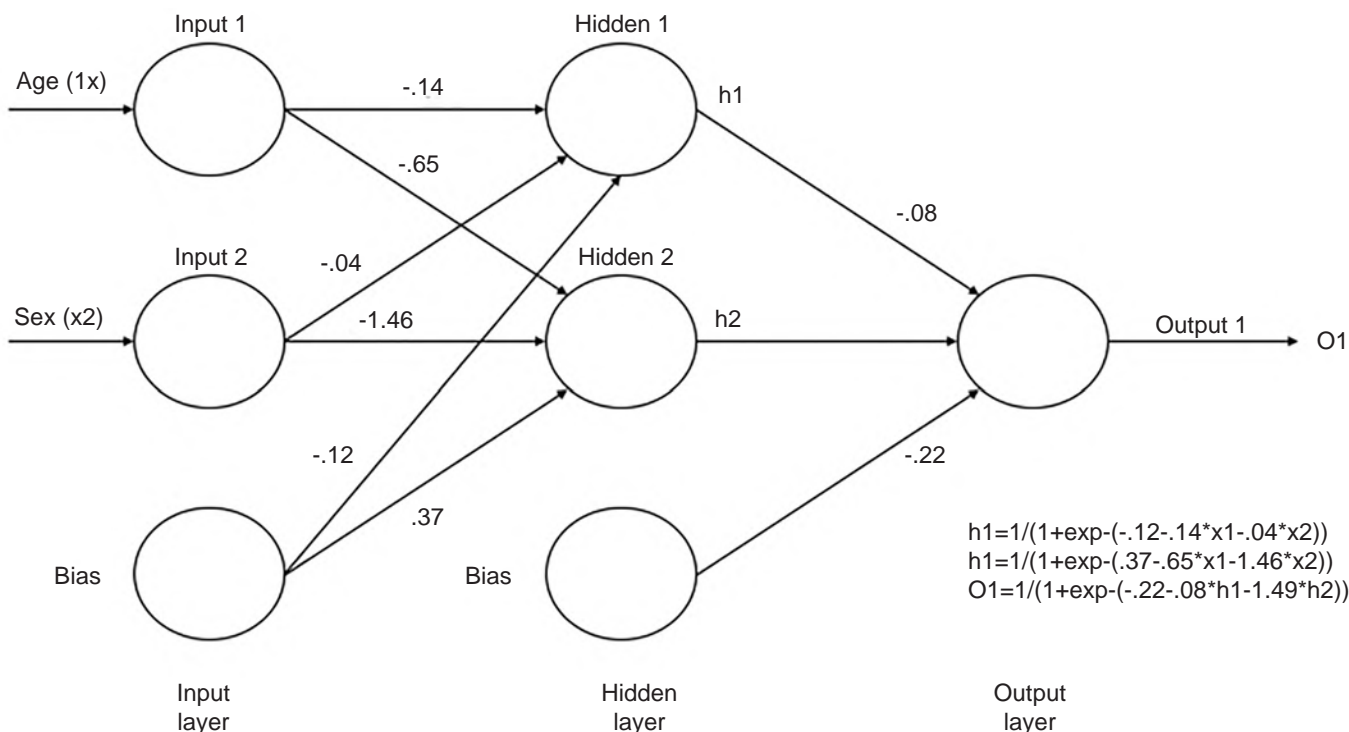 Input 1
Hidden 1
Age (1x)
-.14
h1
-.65
-.08
Input 2
Hidden 2
-.04
Sex (x2)
-1.46
h2
Output 1
O1
-.12
-.22
.37
Bias
Bias
h1=1/(1+exp-(-.12-.14*x1-.04*x2))
h1=1/(1+exp-(.37-.65*x1-1.46*x2))
O1=1/(1+exp-(-.22-.08*h1-1.49*h2))
Input
layer
Hidden
layer
Output
layer